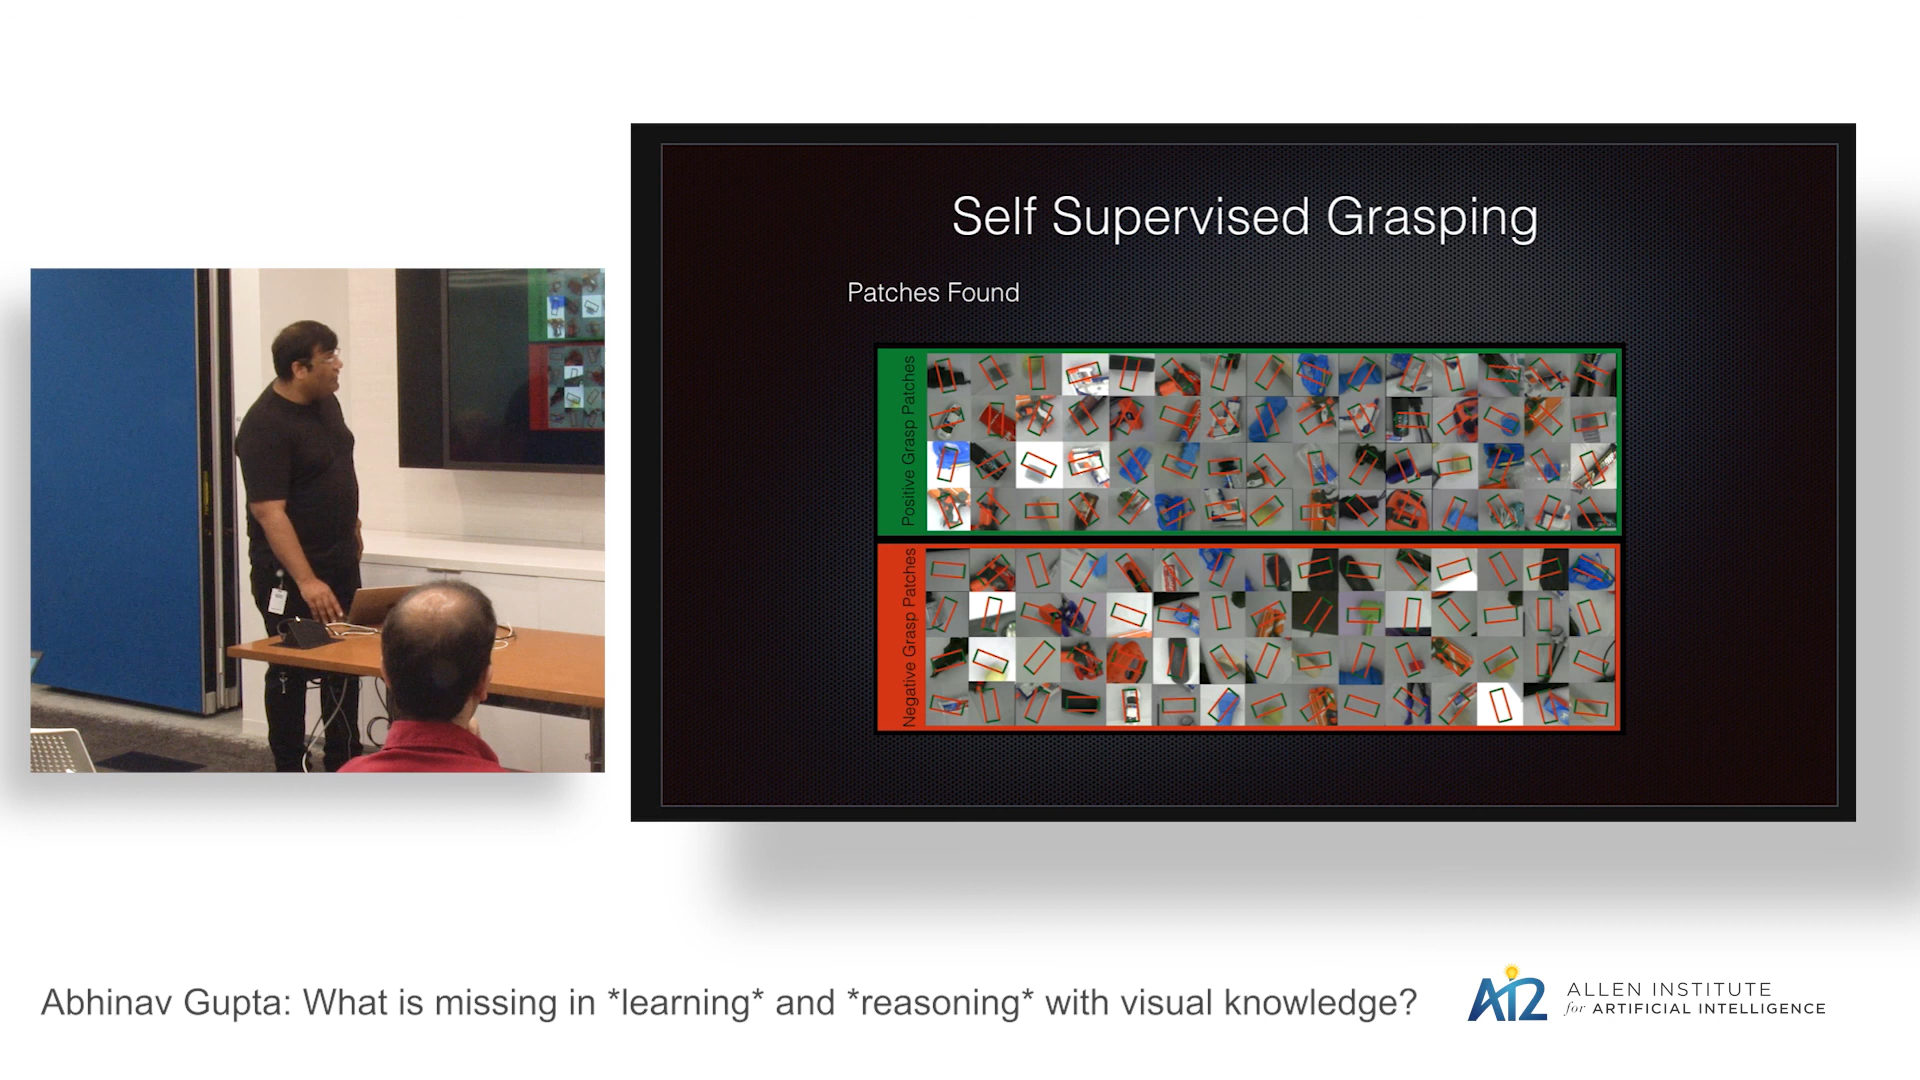 Self Supervised Grasping
Patches Found
Positive Grasp Patches
Negative Grasp Patches
Abhinav Gupta: What is missing in *learning* and *reasoning* with visual knowledge?
AI2
ALLEN INSTITUTE
for ARTIFICIAL INTELLIGENCE